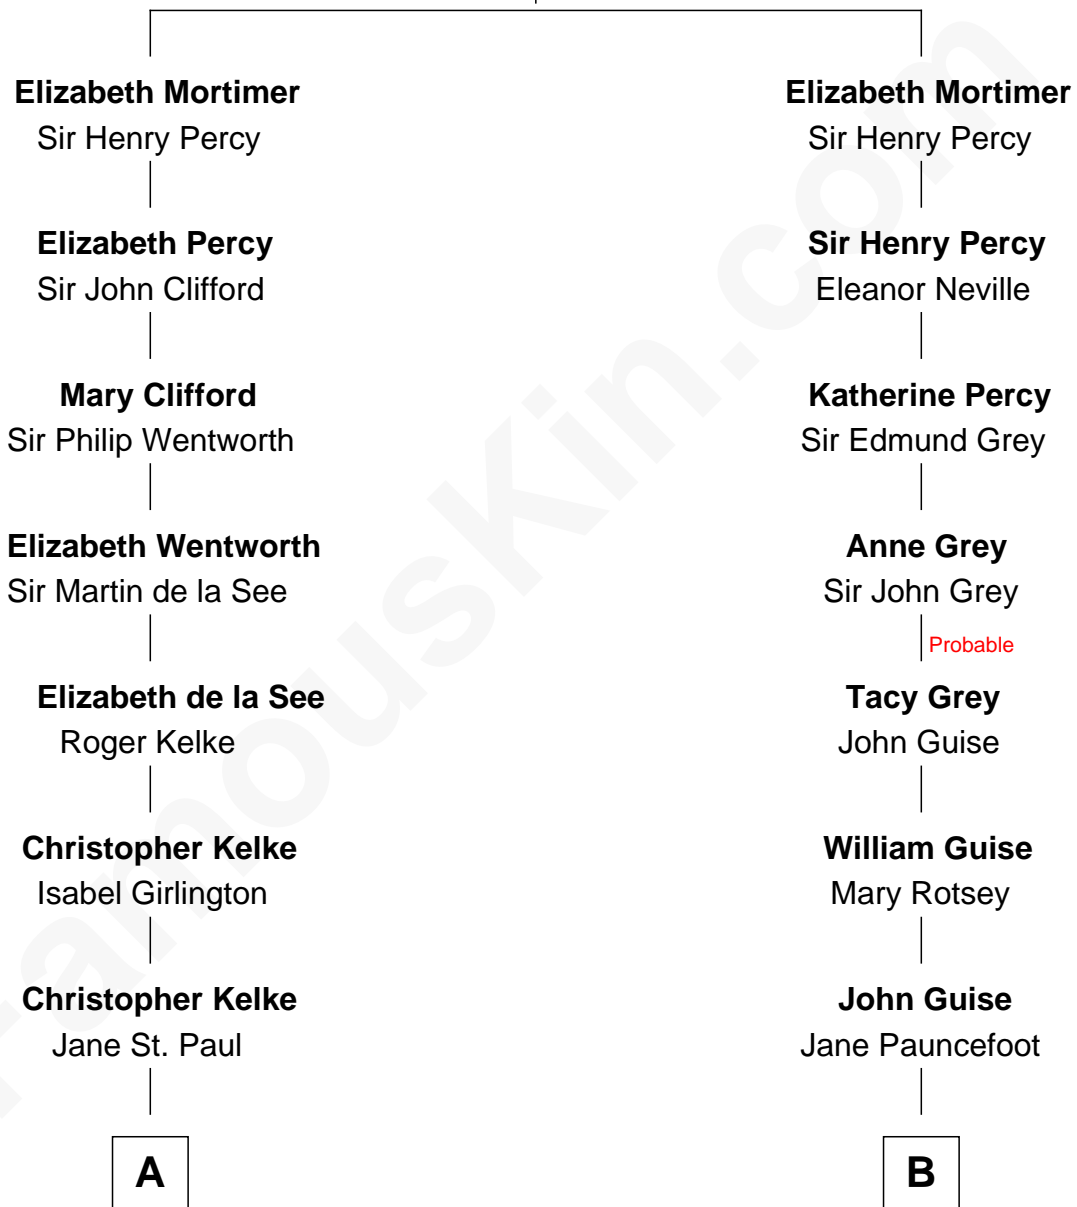 Elizabeth Mortimer
Sir Henry Percy
Elizabeth Percy
Sir John Clifford
Mary Clifford
Sir Philip Wentworth
Elizabeth Wentworth
Sir Martin de la See
Elizabeth de la See
Roger Kelke
Christopher Kelke
Isabel Girlington
Christopher Kelke
Jane St. Paul
A
Elizabeth Mortimer
Sir Henry Percy
Sir Henry Percy
Eleanor Neville
Katherine Percy
Sir Edmund Grey
Anne Grey
Sir John Grey
Probable
Tacy Grey
John Guise
William Guise
Mary Rotsey
John Guise
Jane Pauncefoot
B
FamousKin.com